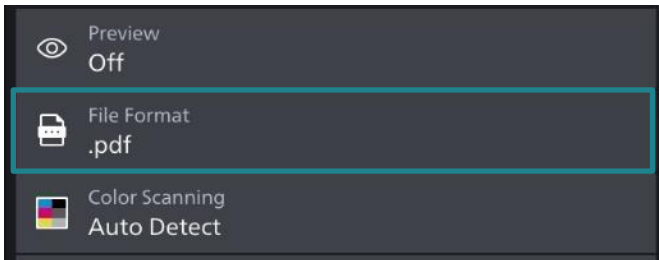 Preview
Off
File Format
.pdf
Color Scanning
Auto Detect